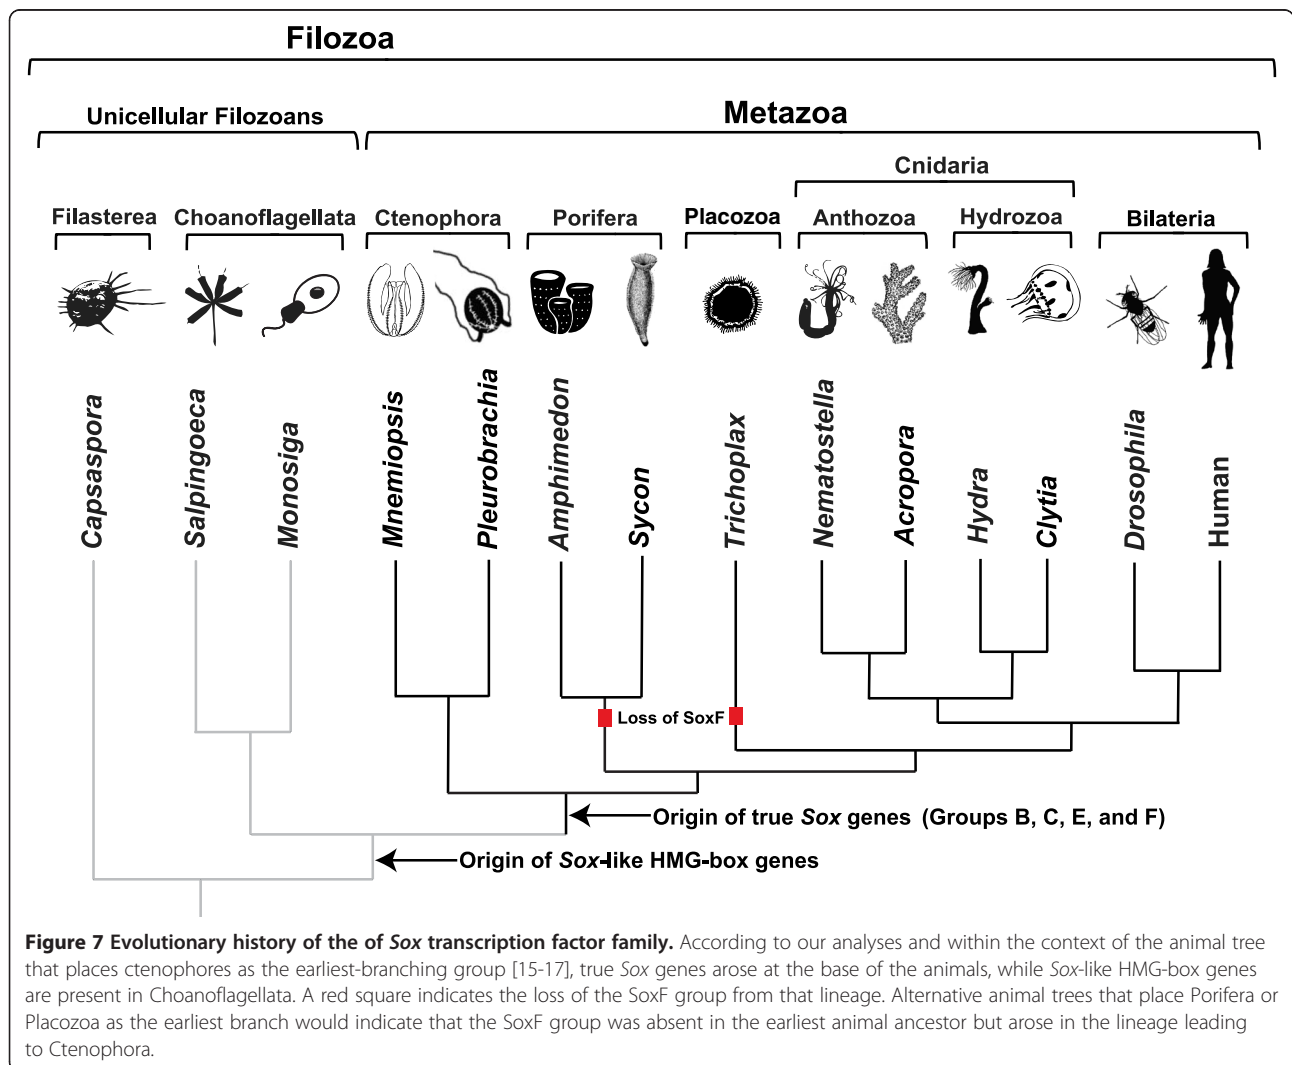 Filozoa
Unicellular Filozoans
Metazoa
Cnidaria
Filasterea
Choanoflagellata
Ctenophora
Porifera
Placozoa
Anthozoa
Hydrozoa
Bilateria
Capsaspora
Salpingoeca
Monosiga
Mnemiopsis
Pleurobrachia
Amphimedon
Sycon
Trichoplax
Nematostella
Acropora
Hydra
Clytia
Drosophila
Human
Loss of SoxF
Origin of true Sox genes (Groups B, C, E, and F)
Origin of Sox-like HMG-box genes
Figure 7 Evolutionary history of the of Sox transcription factor family. According to our analyses and within the context of the animal tree
that places ctenophores as the earliest-branching group [15-17], true Sox genes arose at the base of the animals, while Sox-like HMG-box genes
are present in Choanoflagellata. A red square indicates the loss of the SoxF group from that lineage. Alternative animal trees that place Porifera or
Placozoa as the earliest branch would indicate that the SoxF group was absent in the earliest animal ancestor but arose in the lineage leading
to Ctenophora.